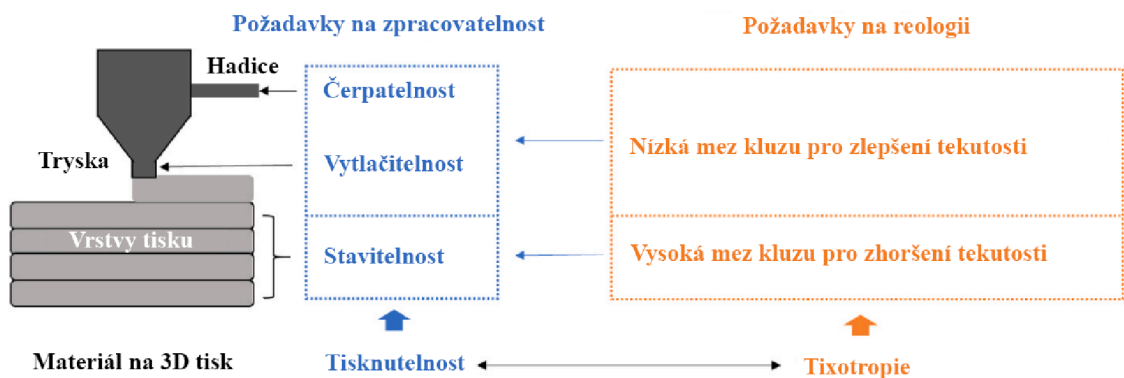 Požadavky na zpracovatelnost
Požadavky na reologii
Hadice
Čerpatelnost
Tryska
Vytlačitelnost
Nízká mez kluzu pro zlepšení tekutosti
Vrstvy tisku
Stavitelnost
Vysoká mez kluzu pro zhoršení tekutosti
Materiál na 3D tisk
Tisknutelnost
Tixotropie